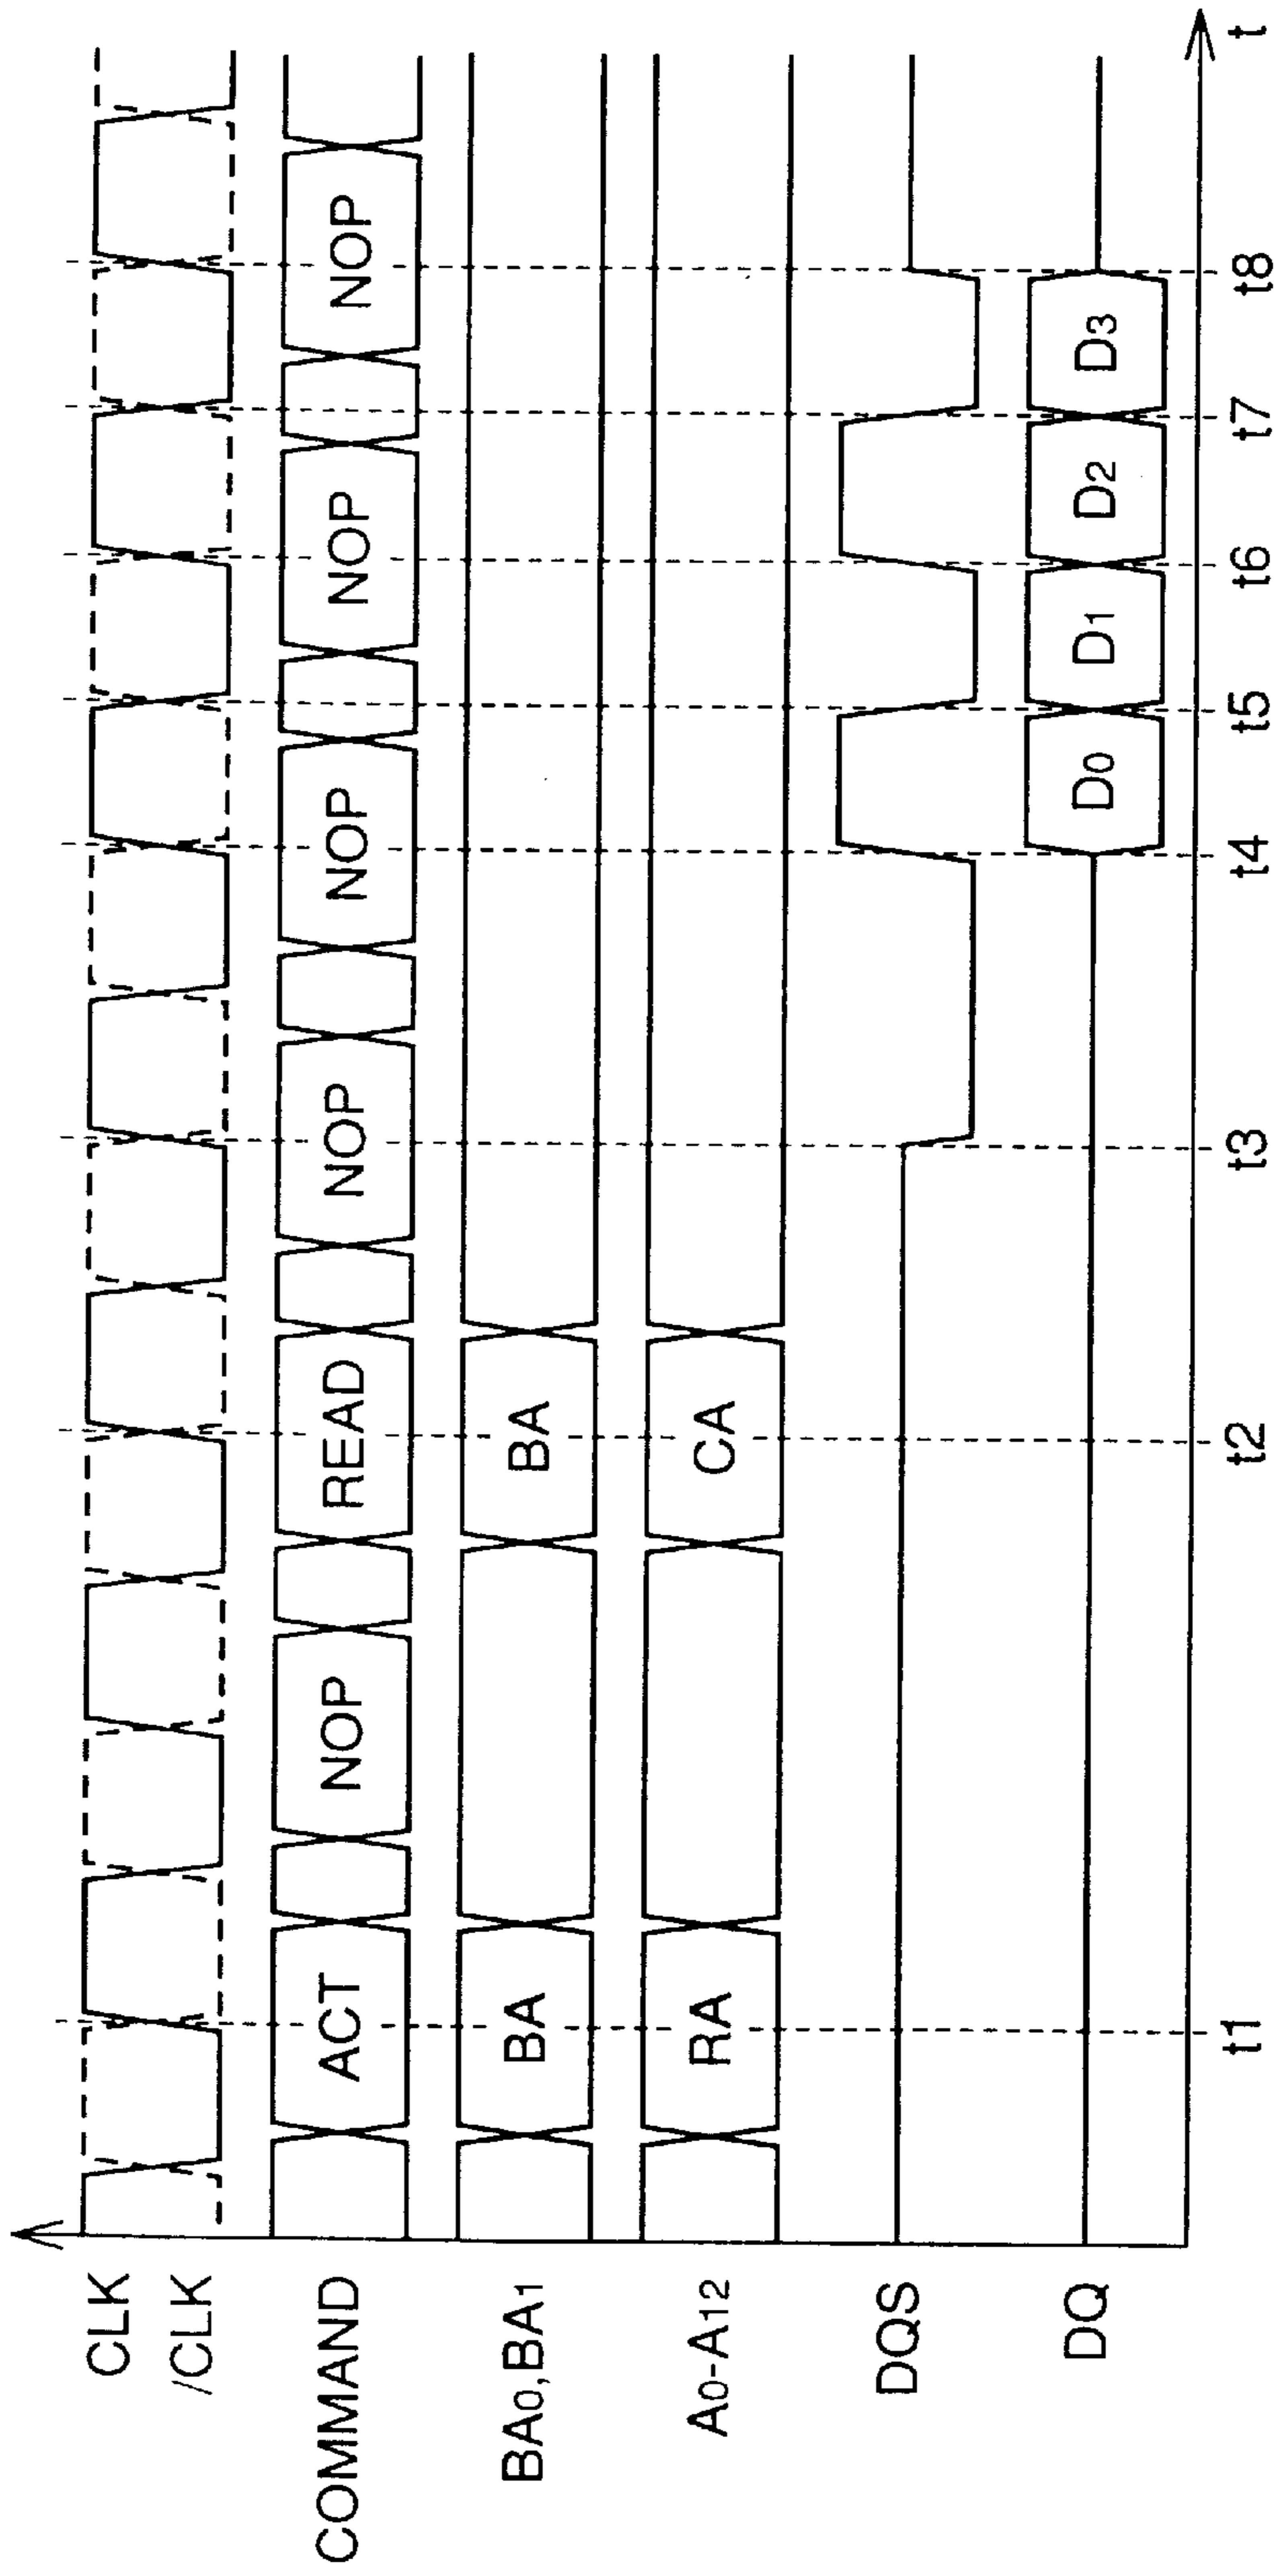 CLK
/CLK
COMMAND ACT NOP READ NOP NOP NOP NOP
BA0,BA1 BA BA
A0-A12 RA CA
DQS
DQ D0 D1 D2 D3
t1 t2 t3 t4 t5 t6 t7 t8 t